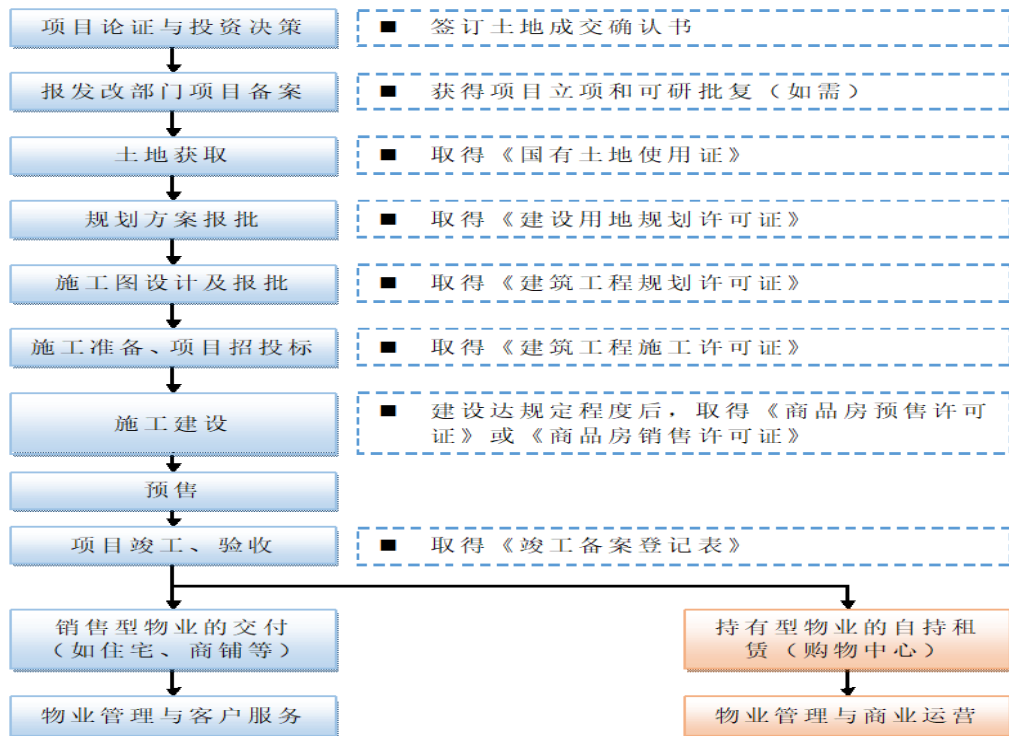 项目论证与投资决策
■ 签订土地成交确认书
报发改部门项目备案
■ 获得项目立项和可研批复（如需）
土地获取
■ 取得《国有土地使用证》
规划方案报批
■ 取得《建设用地规划许可证》
施工图设计及报批
■ 取得《建筑工程规划许可证》
施工准备、项目招投标
■ 取得《建筑工程施工许可证》
施工建设
■ 建设达规定程度后，取得《商品房预售许可
证》或《商品房销售许可证》
预售
项目竣工、验收
■ 取得《竣工备案登记表》
销售型物业的交付
（如住宅、商铺等）
持有型物业的自持租
赁（购物中心）
物业管理与客户服务
物业管理与商业运营